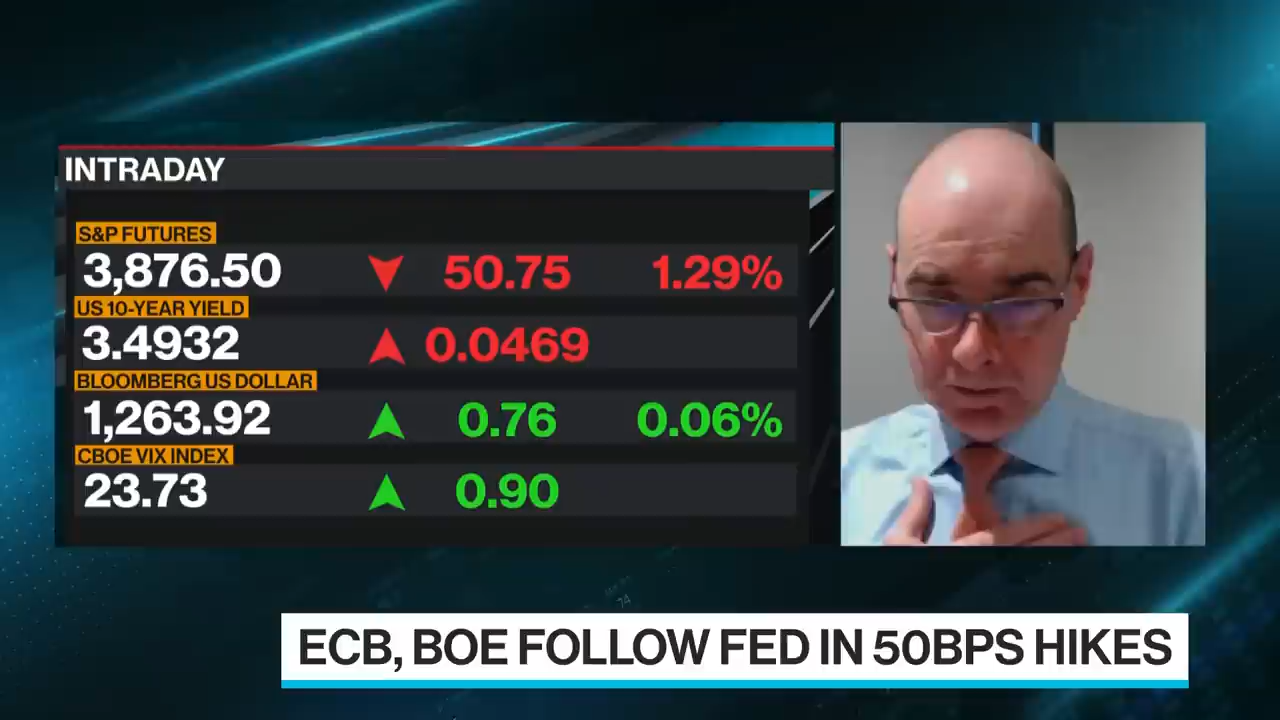 INTRADAY
S&P FUTURES
3,876.50 ▼ 50.75 1.29%
US 10-YEAR YIELD
3.4932 ▲ 0.0469
BLOOMBERG US DOLLAR
1,263.92 ▲ 0.76 0.06%
CBOE VIX INDEX
23.73 ▲ 0.90
74
ECB, BOE FOLLOW FED IN 50BPS HIKES